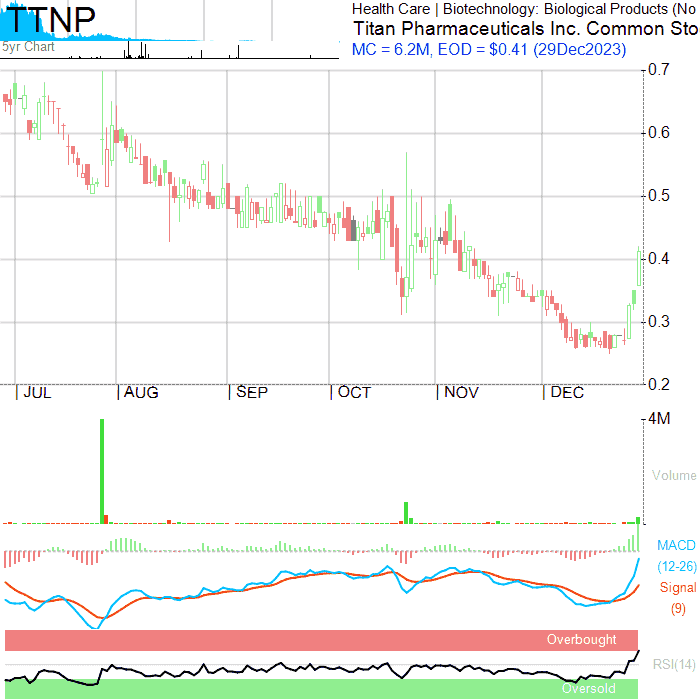 TTNP
Health Care | Biotechnology: Biological Products (No
Titan Pharmaceuticals Inc. Common Sto
5yr Chart
MC = 6.2M, EOD = $0.41 (29Dec2023)
0.7
0.6
0.5
0.4
0.3
0.2
| JUL | AUG | SEP | OCT | NOV | DEC
4M
Volume
MACD
(12-26)
Signal
(9)
Overbought
RSI(14)
Oversold